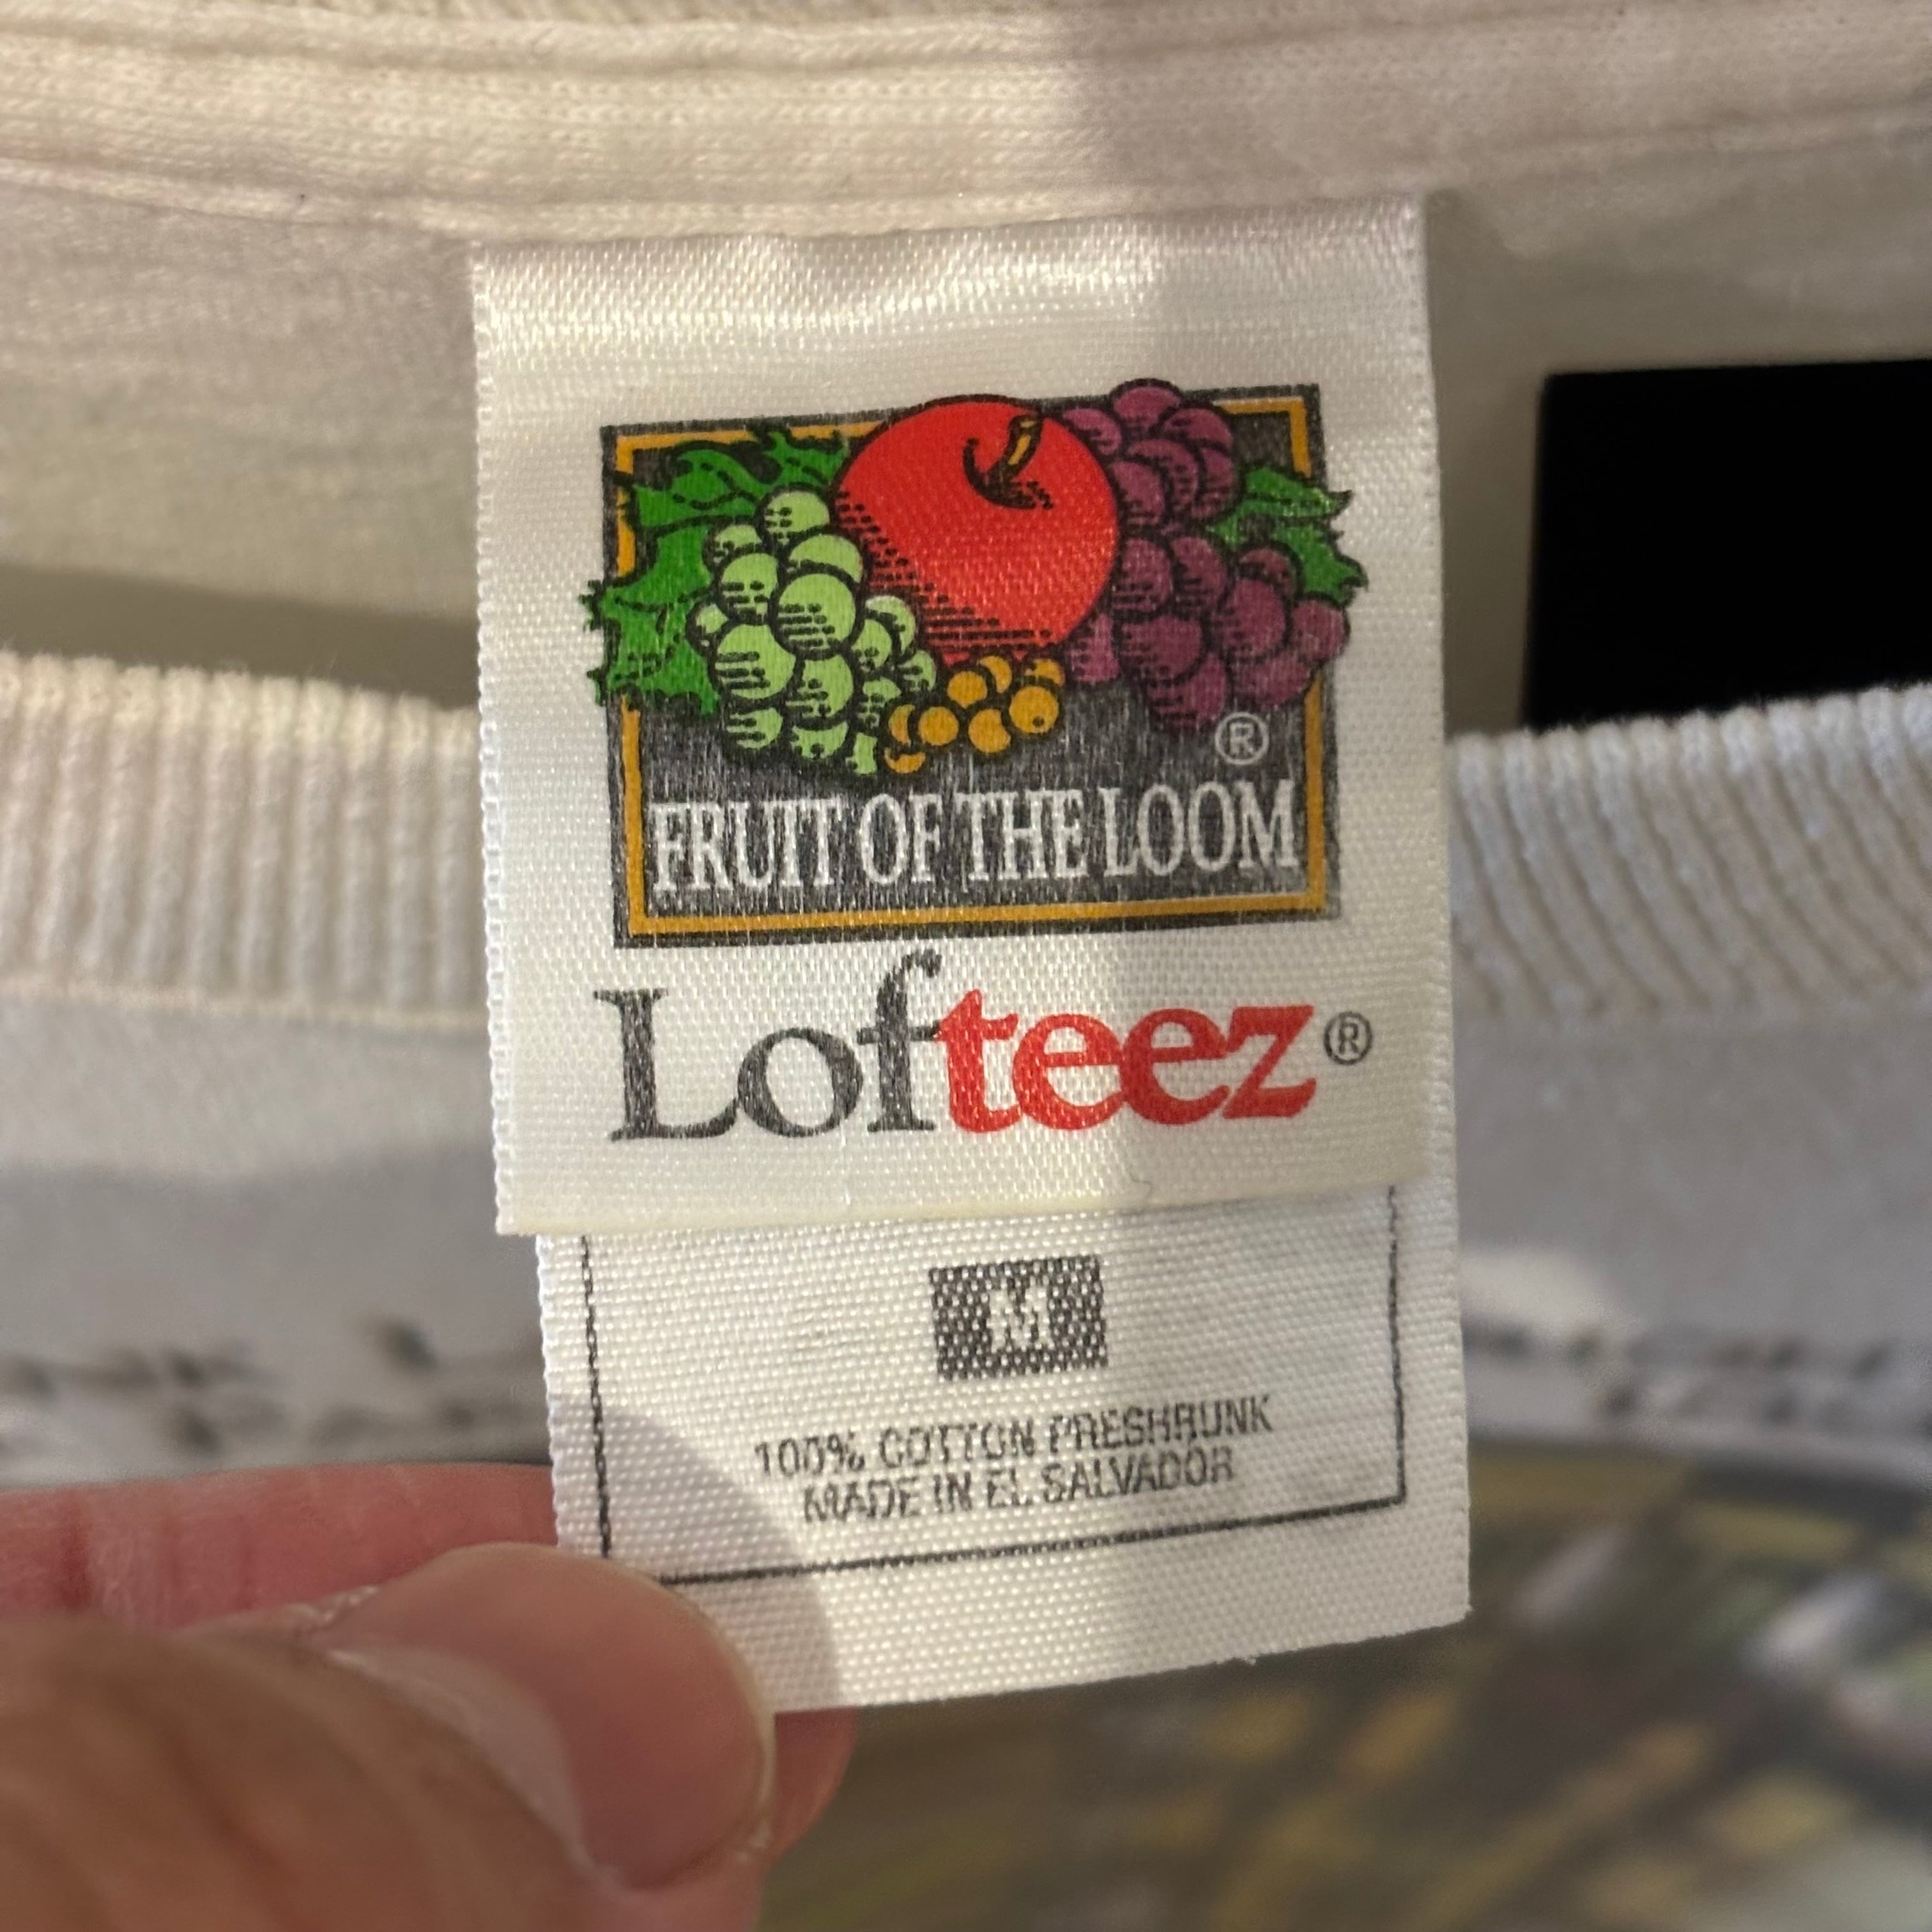 ®
FRUIT OF THE LOOM
Lofteez®
M
100% COTTON PRESHRUNK
MADE IN EL SALVADOR